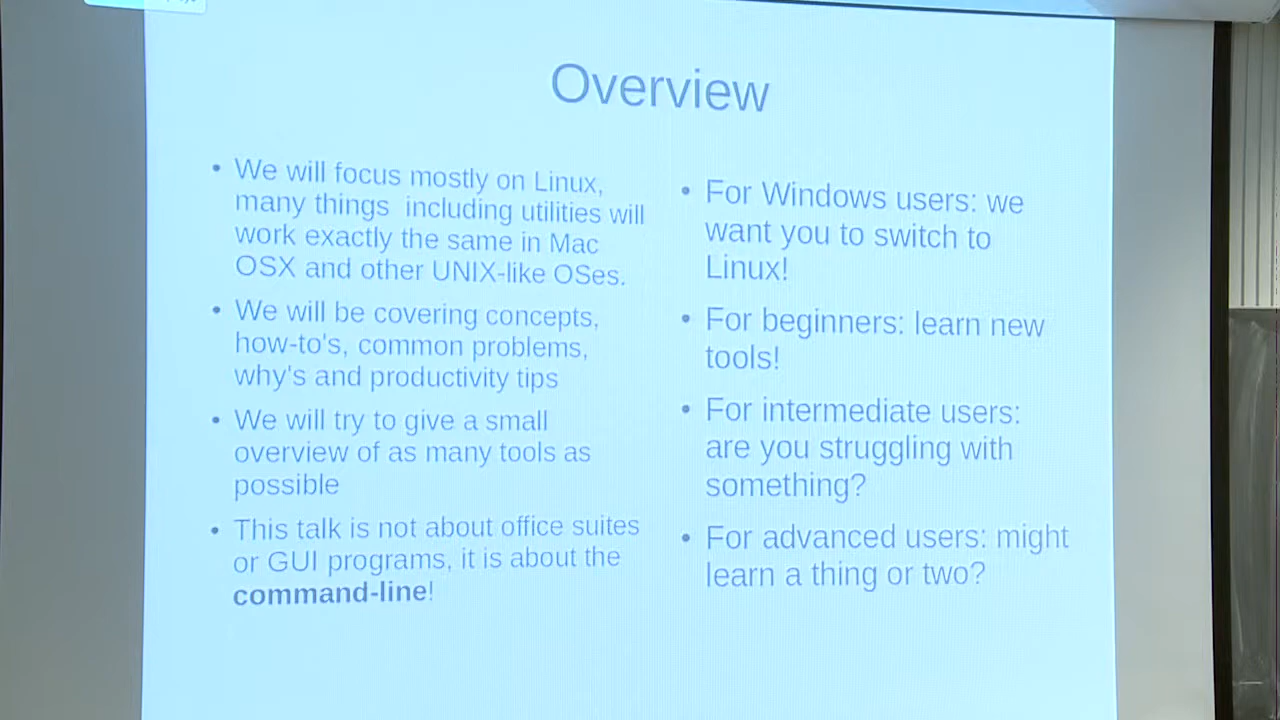 Overview
We will focus mostly on Linux,
many things including utilities will
work exactly the same in Mac
OSX and other UNIX-like OSes.
We will be covering concepts,
how-to's, common problems,
why's and productivity tips
We will try to give a small
overview of as many tools as
possible
This talk is not about office suites
or GUI programs, it is about the
command-line!
For Windows users: we
want you to switch to
Linux!
For beginners: learn new
tools!
For intermediate users:
are you struggling with
something?
For advanced users: might
learn a thing or two?